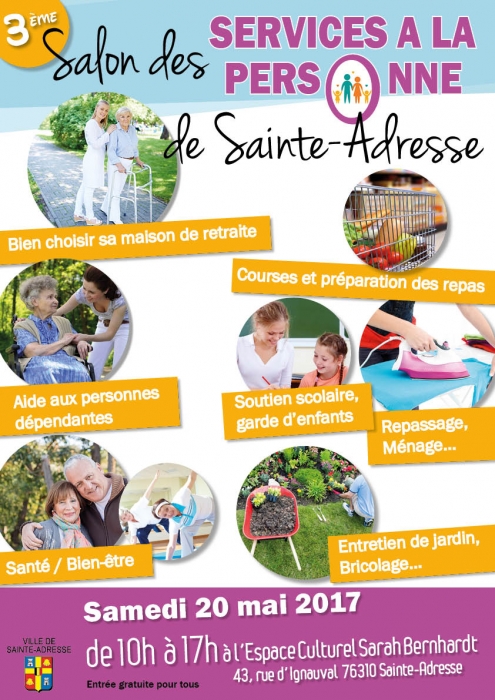 3ÈME
Salon des
SERVICES A LA
PERSONNE
de Sainte-Adresse
Bien choisir sa maison de retraite
Courses et préparation des repas
Aide aux personnes
dépendantes
Soutien scolaire,
garde d'enfants
Repassage,
Ménage...
Santé / Bien-être
Entretien de jardin,
Bricolage...
Samedi 20 mai 2017
de 10h à 17h à l'Espace Culturel Sarah Bernhardt
43, rue d'Ignauval 76310 Sainte-Adresse
VILLE DE
SAINTE-ADRESSE
Entrée gratuite pour tous